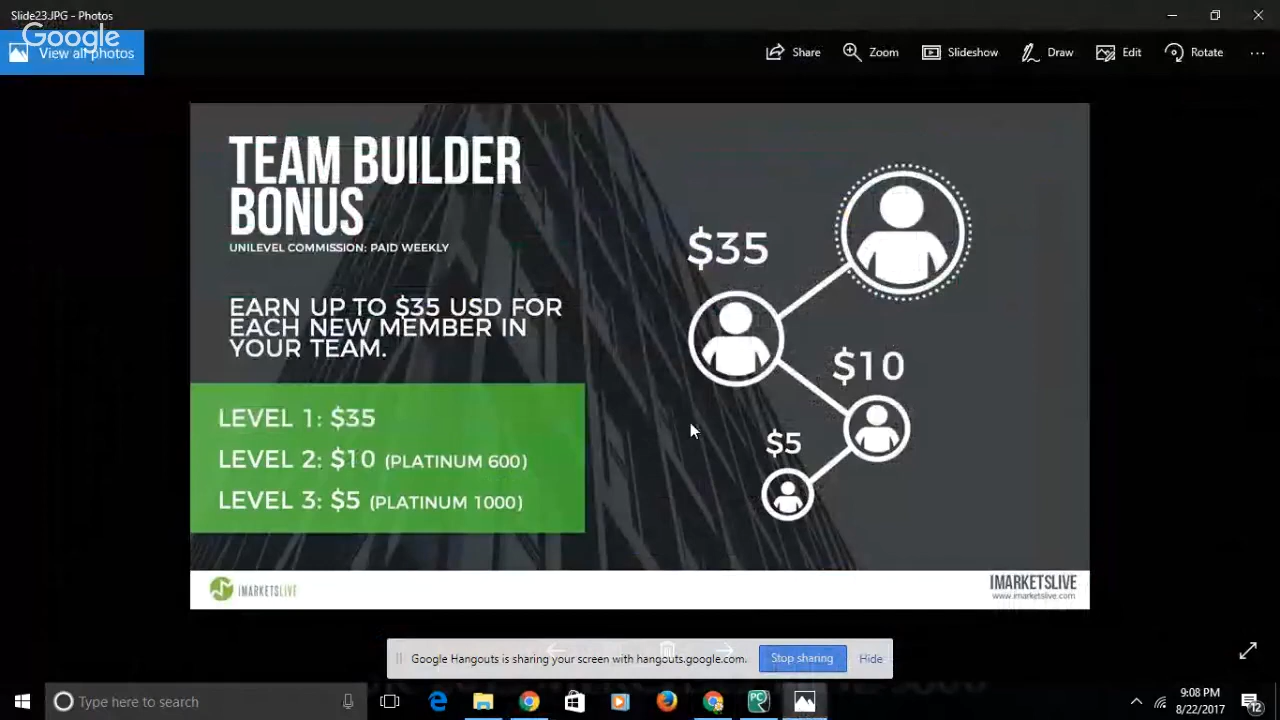 Slide23.JPG - Photos
Google
View all photos
Share
Zoom
Slideshow
Draw
Edit
Rotate
TEAM BUILDER
BONUS
UNILEVEL COMMISSION: PAID WEEKLY
EARN UP TO $35 USD FOR
EACH NEW MEMBER IN
YOUR TEAM.
LEVEL 1: $35
LEVEL 2: $10 (PLATINUM 600)
LEVEL 3: $5 (PLATINUM 1000)
$35
$10
$5
IMARKETSLIVE
IMARKETSLIVE
www.imarketslive.com
Google Hangouts is sharing your screen with hangouts.google.com.
Stop sharing
Hide
Type here to search
9:08 PM
8/22/2017
12